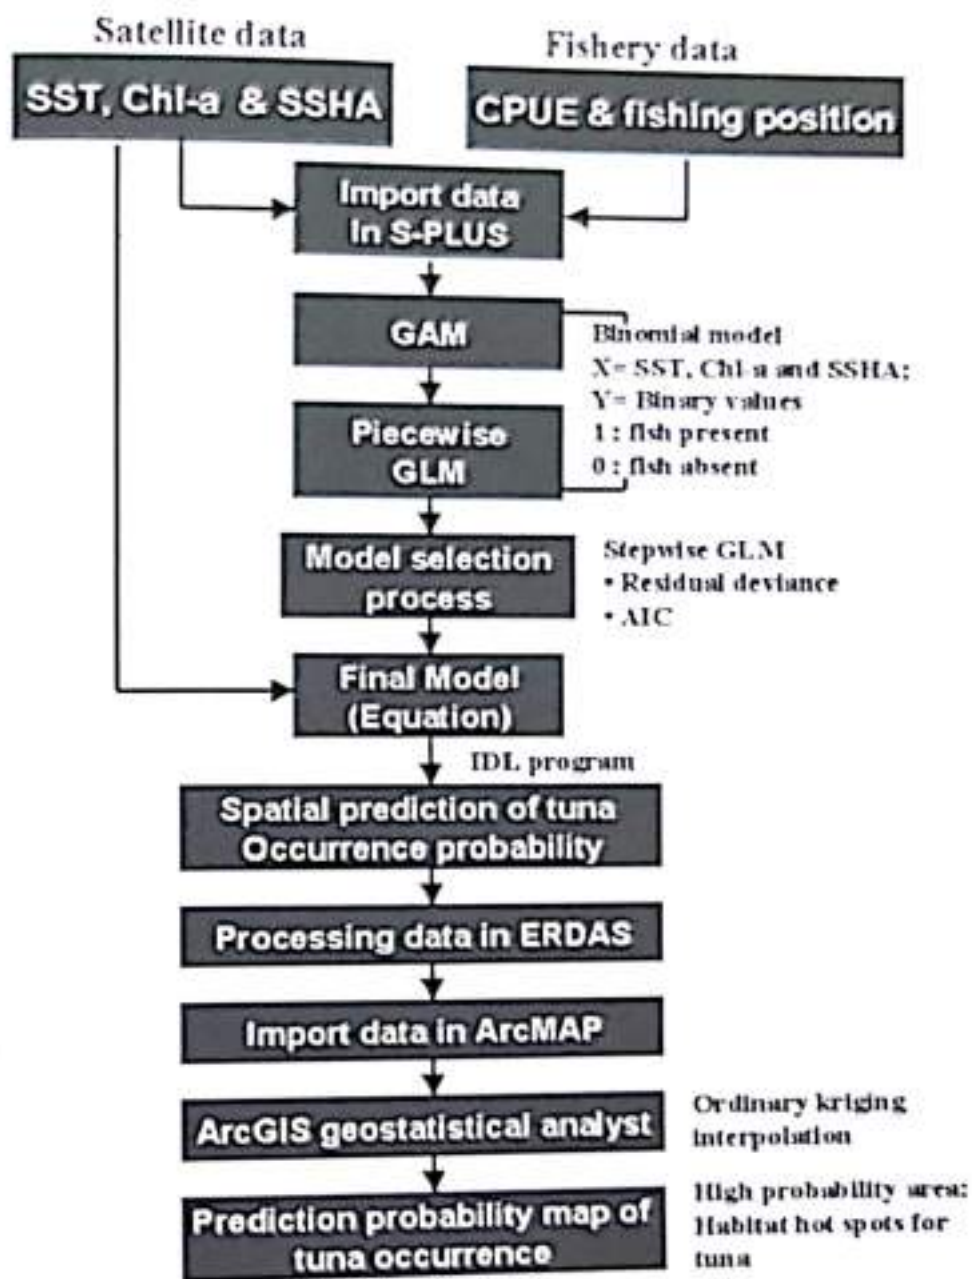 Satellite data
Fishery data
SST, Chl-a & SSHA
CPUE & fishing position
Import data
in S-PLUS
GAM
Binomial model
X= SST, Chl-a and SSHA;
Y= Binary values
1 : fish present
0 : fish absent
Piecewise
GLM
Model selection
process
Stepwise GLM
• Residual deviance
• AIC
Final Model
(Equation)
IDL program
Spatial prediction of tuna
Occurrence probability
Processing data in ERDAS
Import data in ArcMAP
ArcGIS geostatistical analyst
Ordinary kriging
interpolation
Prediction probability map of
tuna occurrence
High probability area:
Habitat hot spots for
tuna